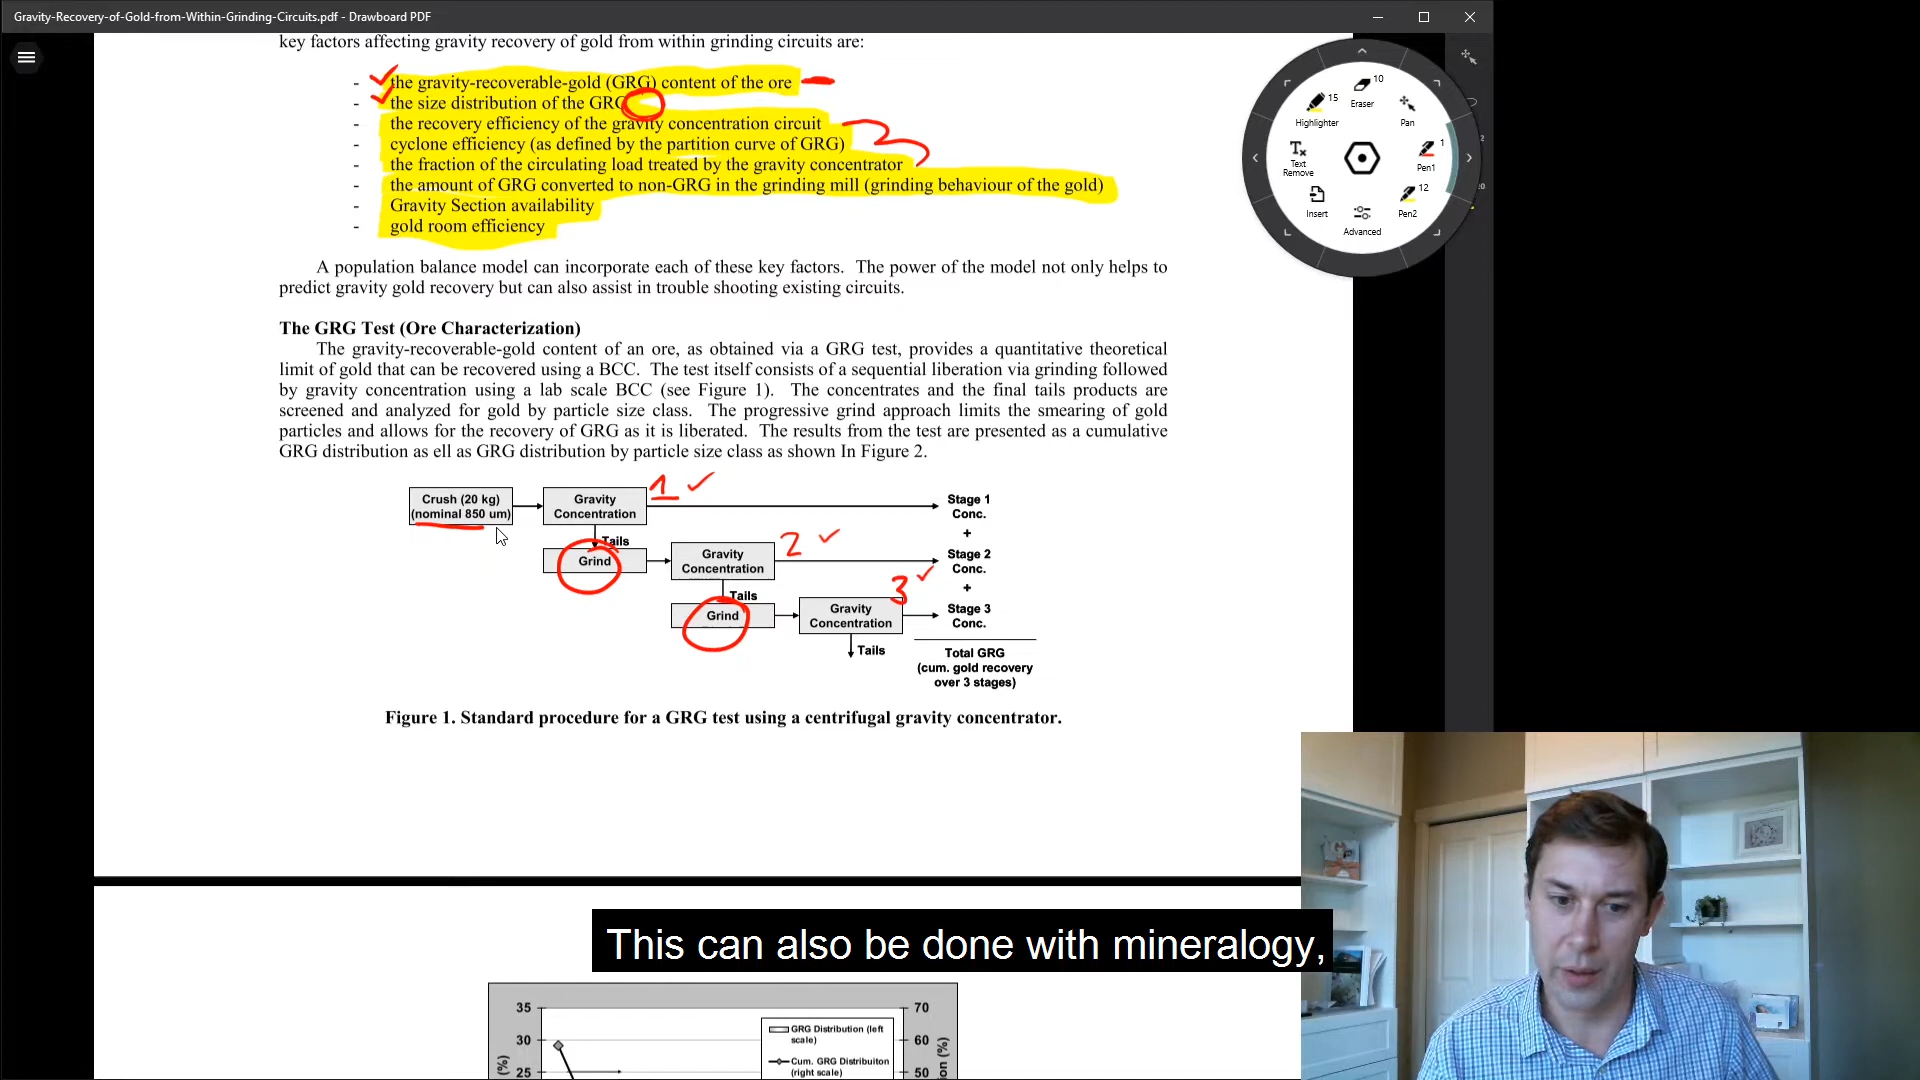 Gravity-Recovery-of-Gold-from-Within-Grinding-Circuits.pdf - Drawboard PDF
key factors affecting gravity recovery of gold from within grinding circuits are:
- the gravity-recoverable-gold (GRG) content of the ore
- the size distribution of the GRG
- the recovery efficiency of the gravity concentration circuit
- cyclone efficiency (as defined by the partition curve of GRG)
- the fraction of the circulating load treated by the gravity concentrator
- the amount of GRG converted to non-GRG in the grinding mill (grinding behaviour of the gold)
- Gravity Section availability
- gold room efficiency
10
Eraser
15
Highlighter
Pan
Text
Remove
1
Pen1
Insert
12
Pen2
Advanced
A population balance model can incorporate each of these key factors. The power of the model not only helps to
predict gravity gold recovery but can also assist in trouble shooting existing circuits.
The GRG Test (Ore Characterization)
The gravity-recoverable-gold content of an ore, as obtained via a GRG test, provides a quantitative theoretical
limit of gold that can be recovered using a BCC. The test itself consists of a sequential liberation via grinding followed
by gravity concentration using a lab scale BCC (see Figure 1). The concentrates and the final tails products are
screened and analyzed for gold by particle size class. The progressive grind approach limits the smearing of gold
particles and allows for the recovery of GRG as it is liberated. The results from the test are presented as a cumulative
GRG distribution as ell as GRG distribution by particle size class as shown In Figure 2.
Crush (20 kg)
(nominal 850 um)
Gravity
Concentration
1
Stage 1
Conc.
+
Tails
Grind
Gravity
Concentration
2
Stage 2
Conc.
+
Tails
Grind
Gravity
Concentration
3
Stage 3
Conc.
Tails
Total GRG
(cum. gold recovery
over 3 stages)
Figure 1. Standard procedure for a GRG test using a centrifugal gravity concentrator.
This can also be done with mineralogy,
35
30
25
(%)
GRG Distribution (left
scale)
Cum. GRG Distribuiton
(right scale)
70
60
50
ion (%)